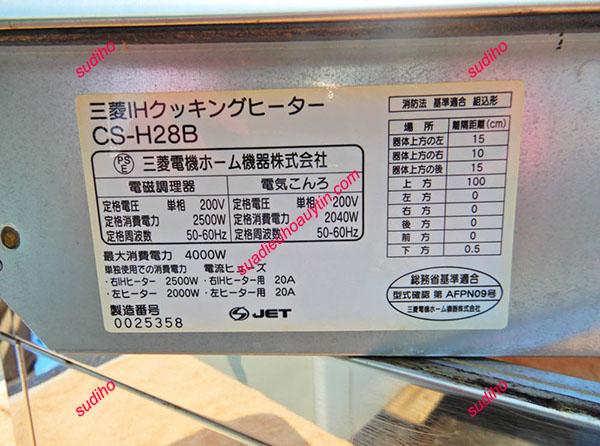 三菱IHクッキングヒーター
CS-H28B
PS
E
三菱電機ホーム機器株式会社
電磁調理器
定格電圧 単相 200V
定格消費電力 2500W
定格周波数 50-60Hz
電気こんろ
定格電圧 単相 200V
定格消費電力 2040W
定格周波数 50-60Hz
最大消費電力 4000W
単独使用での消費電力
・右IHヒーター 2500W
・左ヒーター 2000W
電流ヒューズ
・右IHヒーター用 20A
・左ヒーター用 20A
製造番号
0025358
JET
消防法 基準適合 組込形
場所 離隔距離(cm)
器体上方の左 15
器体上方の右 10
器体上方の後 15
上方 100
左方 0
右方 0
後方 0
前方 0
下方 0.5
総務省基準適合
型式確認 第 AFPN09号
三菱電機ホーム機器株式会社
sudiho
sudiho
suadiedhoauytin.com
sudiho
sudiho
sudiho
sudiho